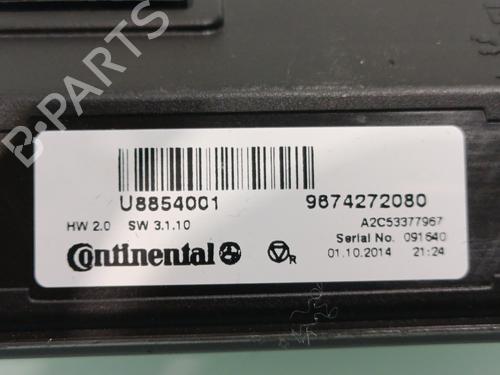 B-PARTS
U8854001 9674272080
HW 2.0 SW 3.1.10 A2C53377967
Serial No. 091640
Continental R 01.10.2014 21:24